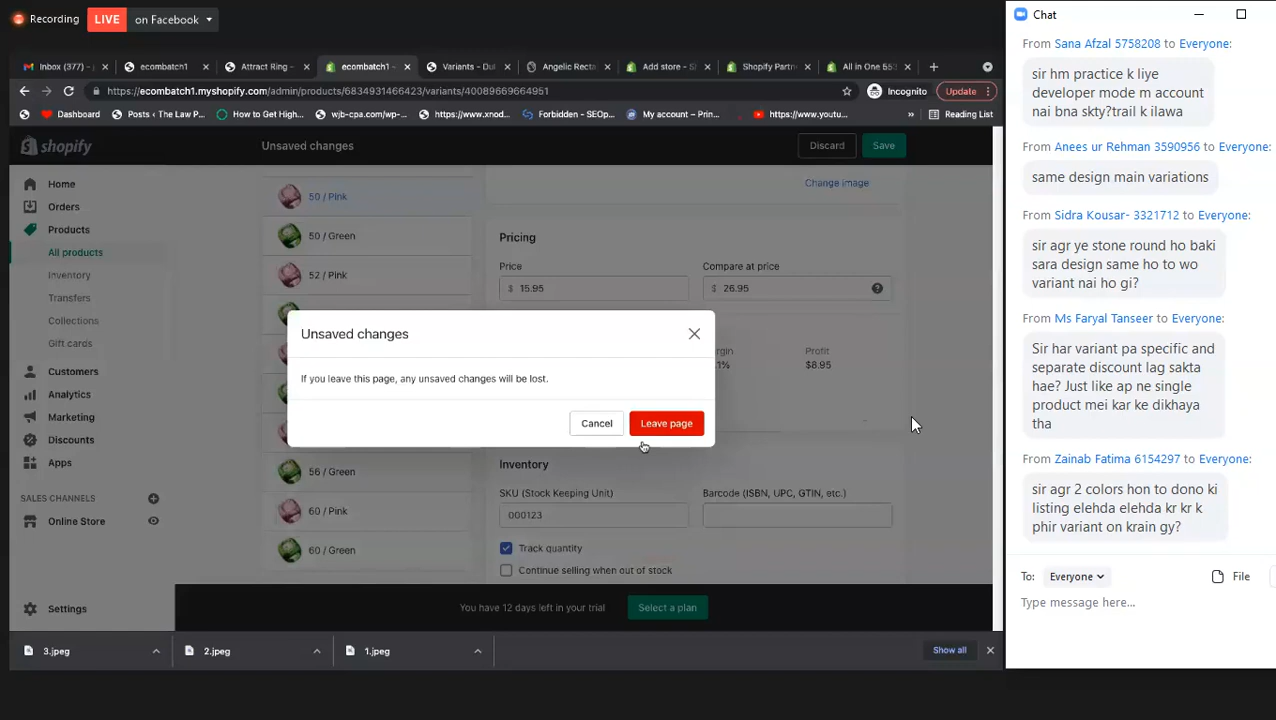 Recording
LIVE
on Facebook
Inbox (377) -
ecombatch1
Attract Ring –
ecombatch1 ~
Variants - Du
Angelic Recta
Add store - S
Shopify Partn
All in One 55
https://ecombatch1.myshopify.com/admin/products/6834931466423/variants/40089669664951
Incognito
Update
Dashboard
Posts ‹ The Law P...
How to Get High...
wjb-cpa.com/wp-...
https://www.xnod...
Forbidden - SEOp...
My account – Prin...
https://www.youtu...
»
Reading List
shopify
Unsaved changes
Discard
Save
Home
Orders
Products
All products
Inventory
Transfers
Collections
Gift cards
Customers
Analytics
Marketing
Discounts
Apps
SALES CHANNELS
Online Store
Settings
50 / Pink
50 / Green
52 / Pink
56 / Green
60 / Pink
60 / Green
Change image
Pricing
Price
Compare at price
$ 15.95
$ 26.95
Profit
$8.95
Unsaved changes
If you leave this page, any unsaved changes will be lost.
Cancel
Leave page
Inventory
SKU (Stock Keeping Unit)
Barcode (ISBN, UPC, GTIN, etc.)
000123
Track quantity
Continue selling when out of stock
You have 12 days left in your trial
Select a plan
3.jpeg
2.jpeg
1.jpeg
Show all
Chat
From Sana Afzal 5758208 to Everyone:
sir hm practice k liye
developer mode m account
nai bna skty?trail k ilawa
From Anees ur Rehman 3590956 to Everyone:
same design main variations
From Sidra Kousar- 3321712 to Everyone:
sir agr ye stone round ho baki
sara design same ho to wo
variant nai ho gi?
From Ms Faryal Tanseer to Everyone:
Sir har variant pa specific and
separate discount lag sakta
hae? Just like ap ne single
product mei kar ke dikhaya
tha
From Zainab Fatima 6154297 to Everyone:
sir agr 2 colors hon to dono ki
listing elehda elehda kr kr k
phir variant on krain gy?
To: Everyone
File
Type message here...